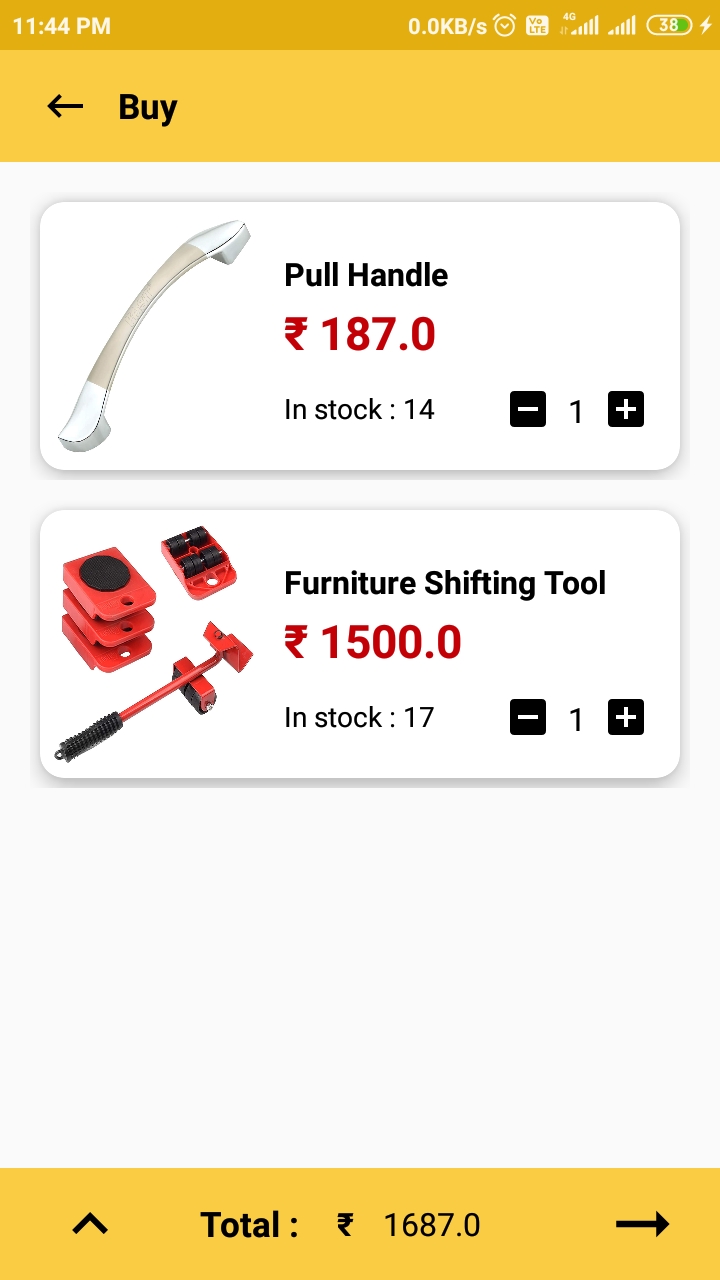 11:44 PM 0.0KB/s Vo LTE 4G 38
Buy
Pull Handle
₹ 187.0
In stock : 14 1
Furniture Shifting Tool
₹ 1500.0
In stock : 17 1
Total : ₹ 1687.0